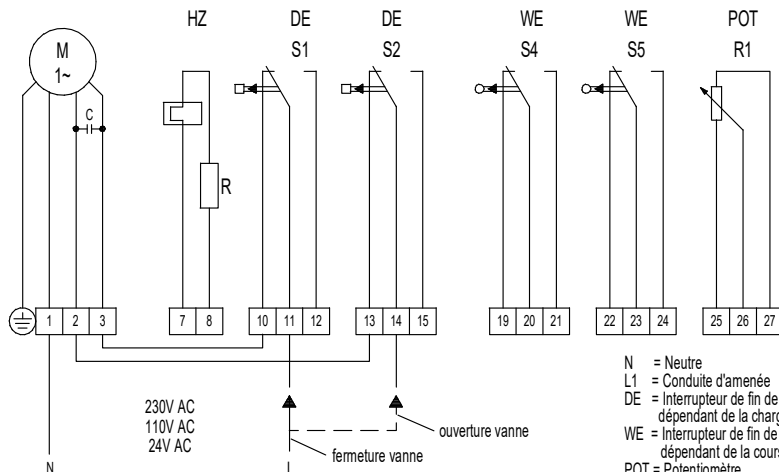 HZ DE DE WE WE POT
M 1~ S1 S2 S4 S5 R1
C
R
1 2 3 7 8 10 11 12 13 14 15 19 20 21 22 23 24 25 26 27
230V AC
110V AC
24V AC
ouverture vanne
fermeture vanne
N L
N = Neutre
L1 = Conduite d'amenée
DE = Interrupteur de fin de
dépendant de la charg
WE = Interrupteur de fin de
dépendant de la cours
POT = Potentiomètre